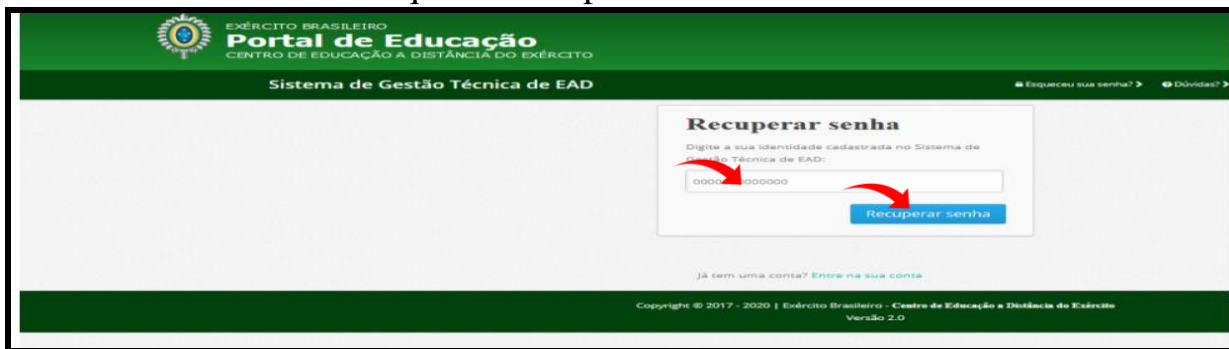 EXÉRCITO BRASILEIRO
Portal de Educação
CENTRO DE EDUCAÇÃO A DISTÂNCIA DO EXÉRCITO
Sistema de Gestão Técnica de EAD
Esqueceu sua senha? >
Dúvidas? >
Recuperar senha
Digite a sua identidade cadastrada no Sistema de
Gestão Técnica de EAD:
Recuperar senha
Já tem uma conta? Entre na sua conta
Copyright © 2017 - 2020 | Exército Brasileiro - Centro de Educação a Distância do Exército
Versão 2.0